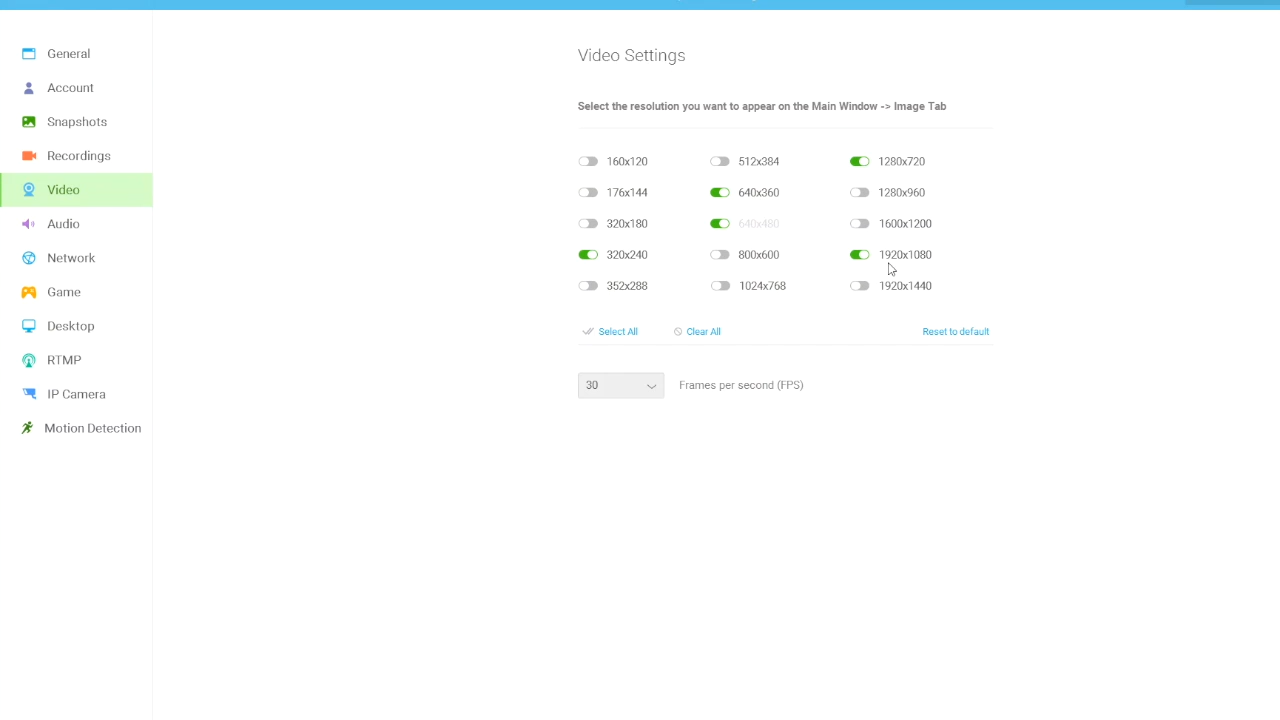 General
Account
Snapshots
Recordings
Video
Audio
Network
Game
Desktop
RTMP
IP Camera
Motion Detection
Video Settings
Select the resolution you want to appear on the Main Window -> Image Tab
160x120 512x384 1280x720
176x144 640x360 1280x960
320x180 640x480 1600x1200
320x240 800x600 1920x1080
352x288 1024x768 1920x1440
Select All Clear All Reset to default
30 Frames per second (FPS)